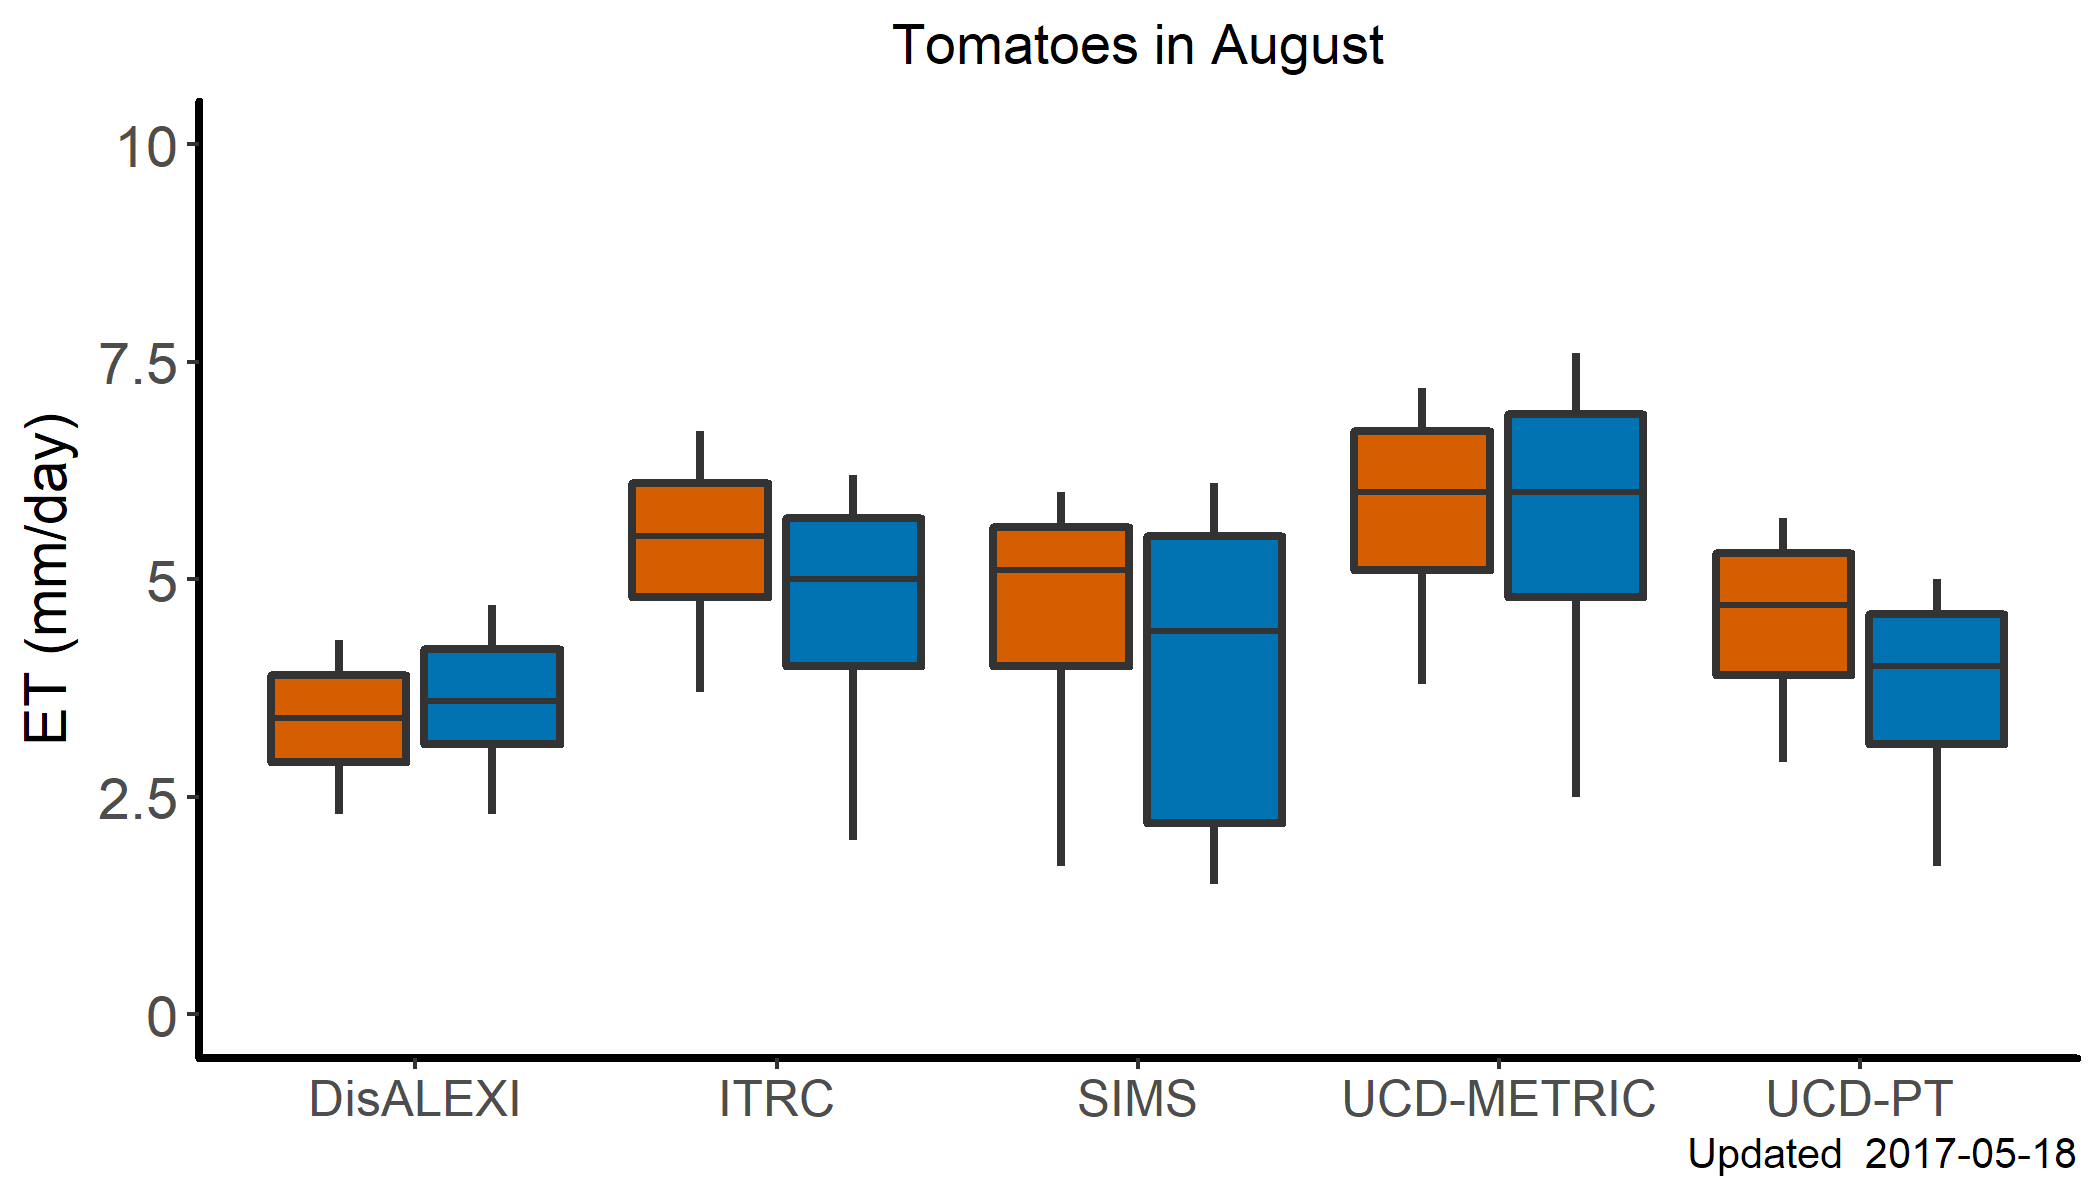 Tomatoes in August
10
7.5
5
2.5
0
ET (mm/day)
DisALEXI ITRC SIMS UCD-METRIC UCD-PT
Updated  2017-05-18